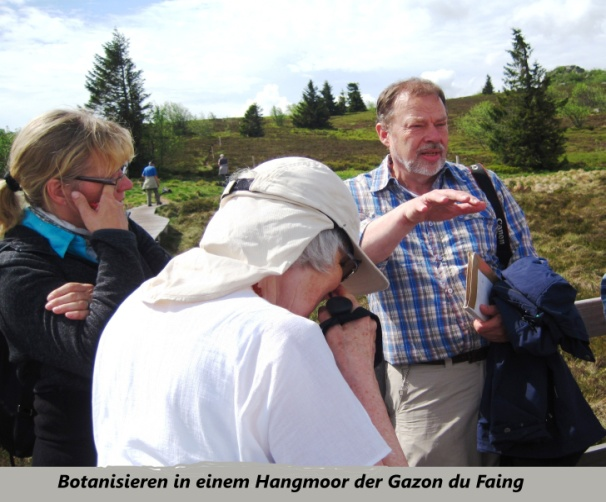 Botanisieren in einem Hangmoor der Gazon du Faing